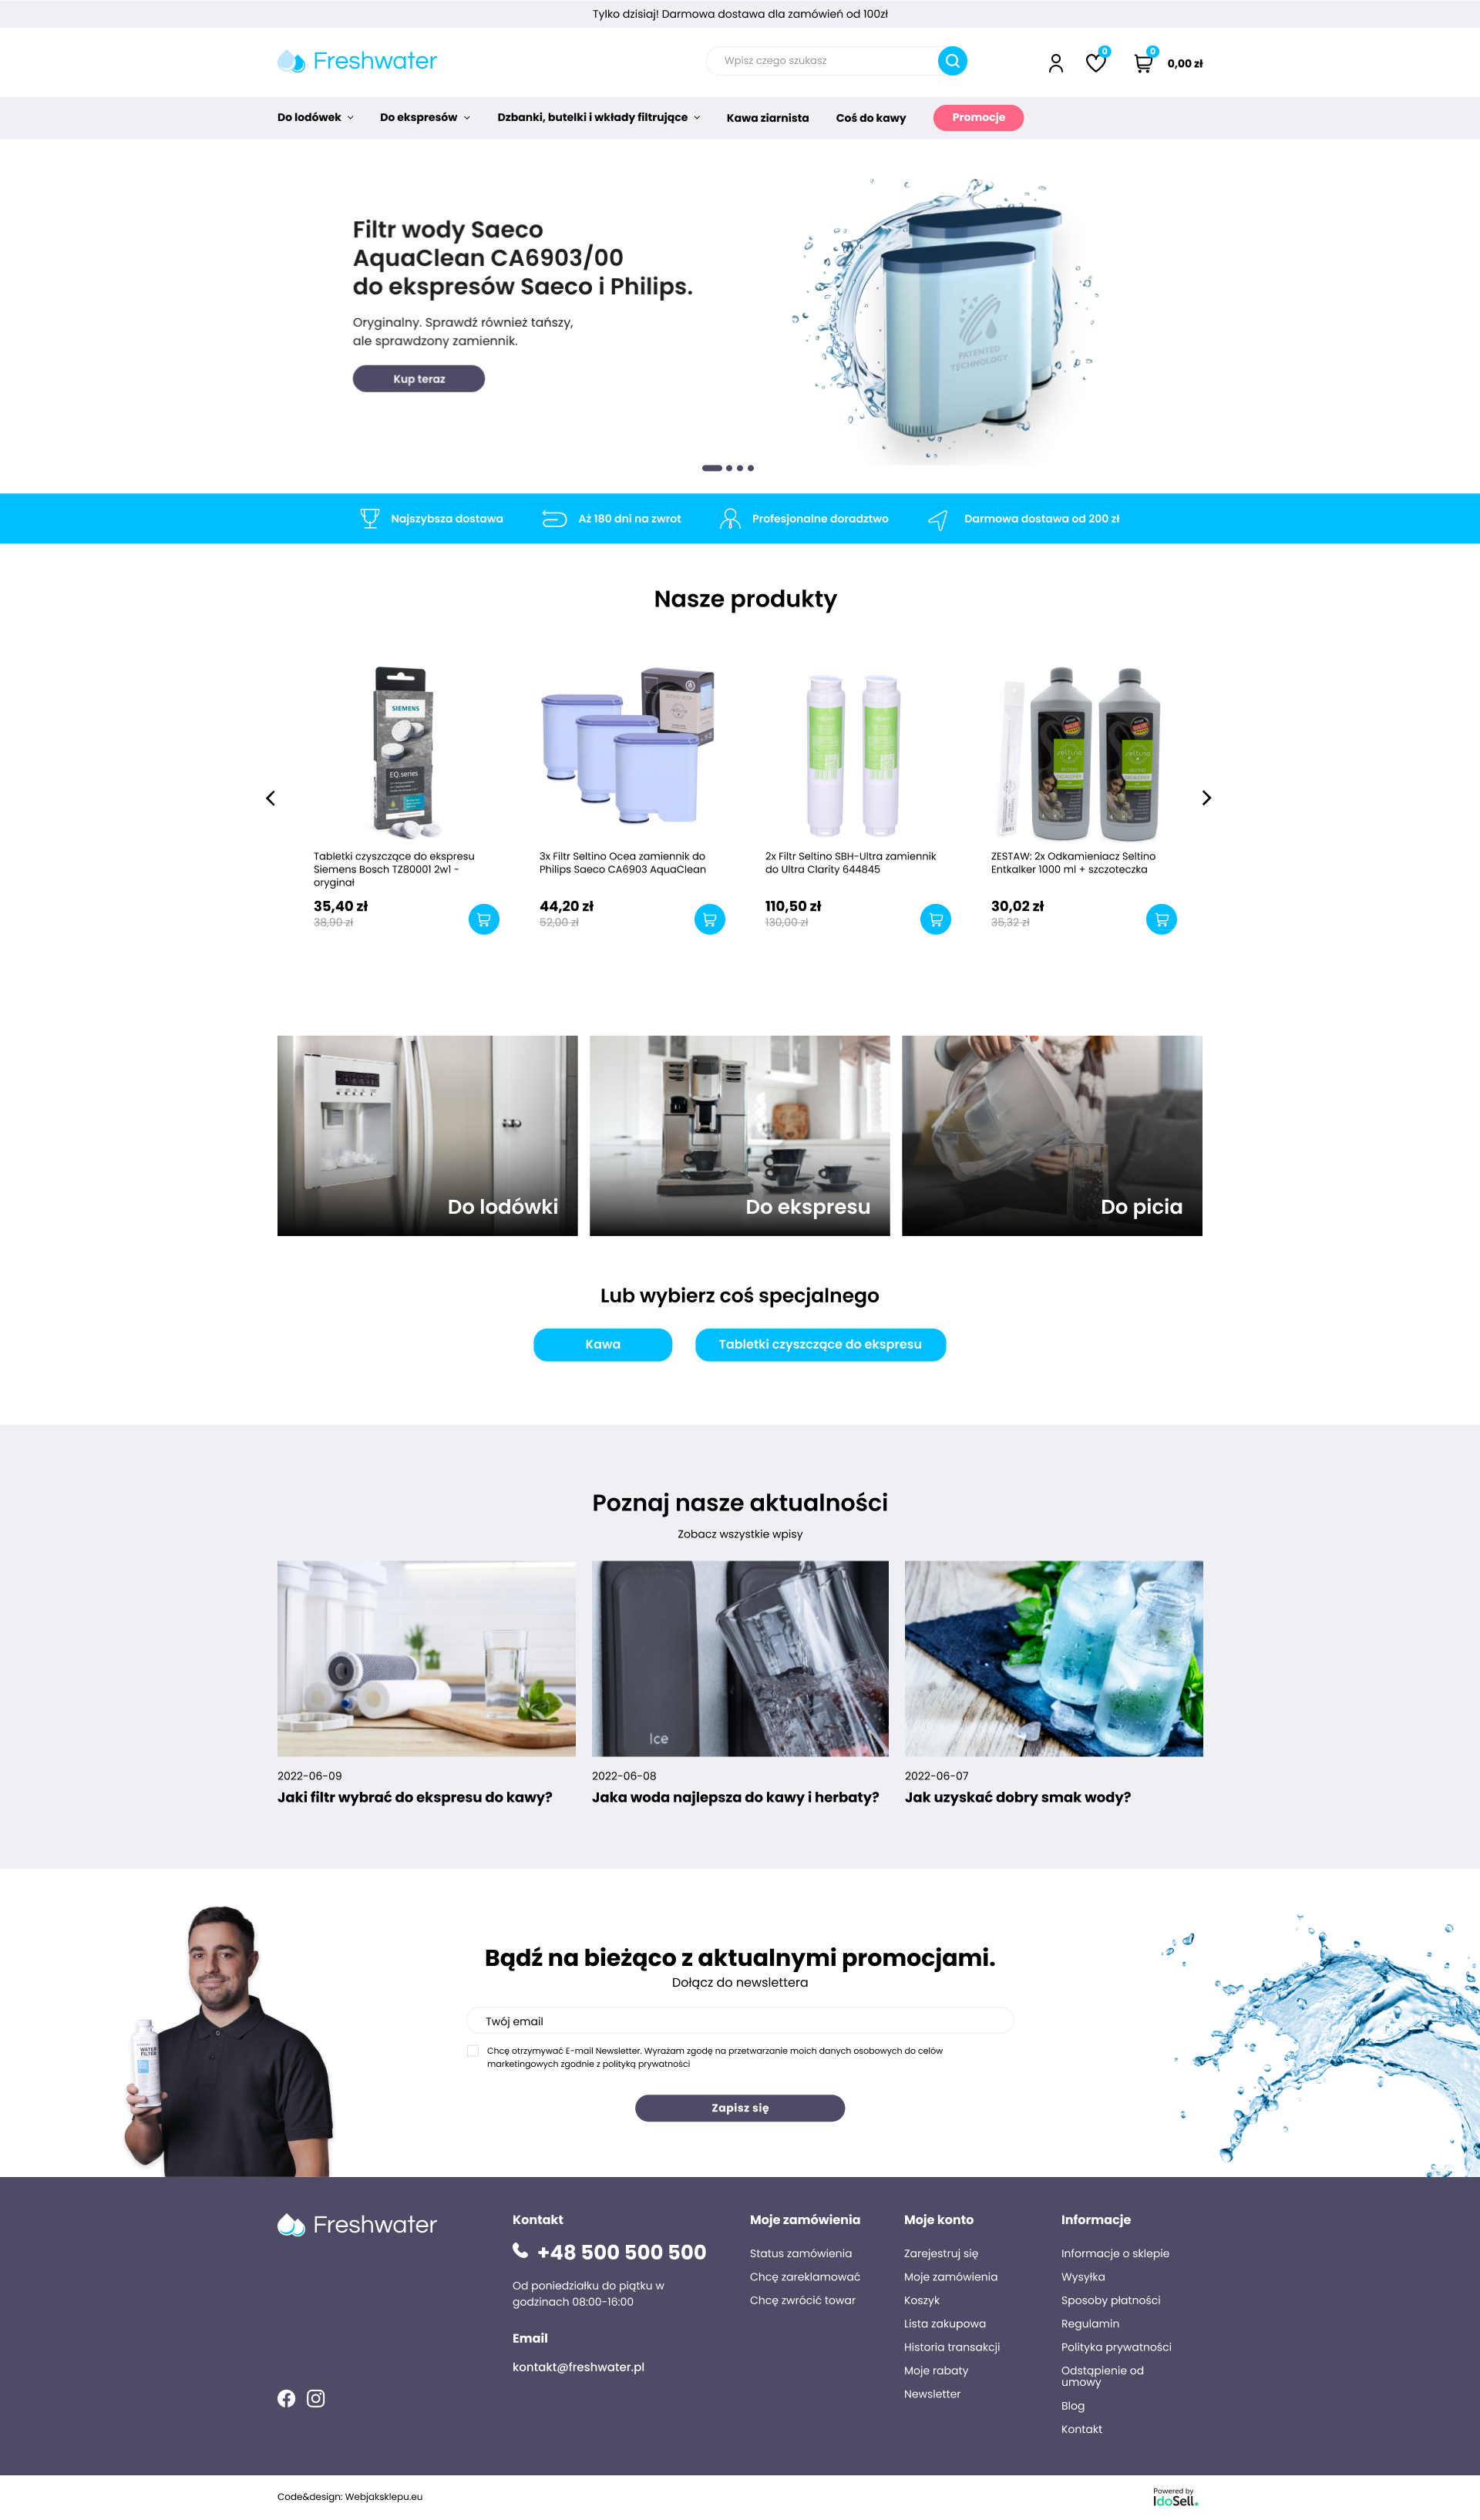 Tylko dzisiaj! Darmowa dostawa dla zamówień od 100zł
Freshwater
Wpisz czego szukasz
0
0
0,00 zł
Do lodówek
Do ekspresów
Dzbanki, butelki i wkłady filtrujące
Kawa ziarnista
Coś do kawy
Promocje
Filtr wody Saeco
AquaClean CA6903/00
do ekspresów Saeco i Philips.
Oryginalny. Sprawdź również tańszy,
ale sprawdzony zamiennik.
Kup teraz
PATENTED
TECHNOLOGY
Najszybsza dostawa
Aż 180 dni na zwrot
Profesjonalne doradztwo
Darmowa dostawa od 200 zł
Nasze produkty
SIEMENS
EQ.series
seltino
Tabletki czyszczące do ekspresu
Siemens Bosch TZ80001 2w1 -
oryginał
35,40 zł
38,90 zł
3x Filtr Seltino Ocea zamiennik do
Philips Saeco CA6903 AquaClean
44,20 zł
52,00 zł
2x Filtr Seltino SBH-Ultra zamiennik
do Ultra Clarity 644845
110,50 zł
130,00 zł
ZESTAW: 2x Odkamieniacz Seltino
Entkalker 1000 ml + szczoteczka
30,02 zł
35,32 zł
Do lodówki
Do ekspresu
Do picia
Lub wybierz coś specjalnego
Kawa
Tabletki czyszczące do ekspresu
Poznaj nasze aktualności
Zobacz wszystkie wpisy
Ice
2022-06-09
Jaki filtr wybrać do ekspresu do kawy?
2022-06-08
Jaka woda najlepsza do kawy i herbaty?
2022-06-07
Jak uzyskać dobry smak wody?
WATER
FILTER
Bądź na bieżąco z aktualnymi promocjami.
Dołącz do newslettera
Twój email
Chcę otrzymywać E-mail Newsletter. Wyrażam zgodę na przetwarzanie moich danych osobowych do celów
marketingowych zgodnie z polityką prywatności
Zapisz się
Freshwater
Kontakt
+48 500 500 500
Od poniedziałku do piątku w
godzinach 08:00-16:00
Email
kontakt@freshwater.pl
Moje zamówienia
Status zamówienia
Chcę zareklamować
Chcę zwrócić towar
Moje konto
Zarejestruj się
Moje zamówienia
Koszyk
Lista zakupowa
Historia transakcji
Moje rabaty
Newsletter
Informacje
Informacje o sklepie
Wysyłka
Sposoby płatności
Regulamin
Polityka prywatności
Odstąpienie od
umowy
Blog
Kontakt
Code&design: Webjaksklepu.eu
Powered by
IdoSell.